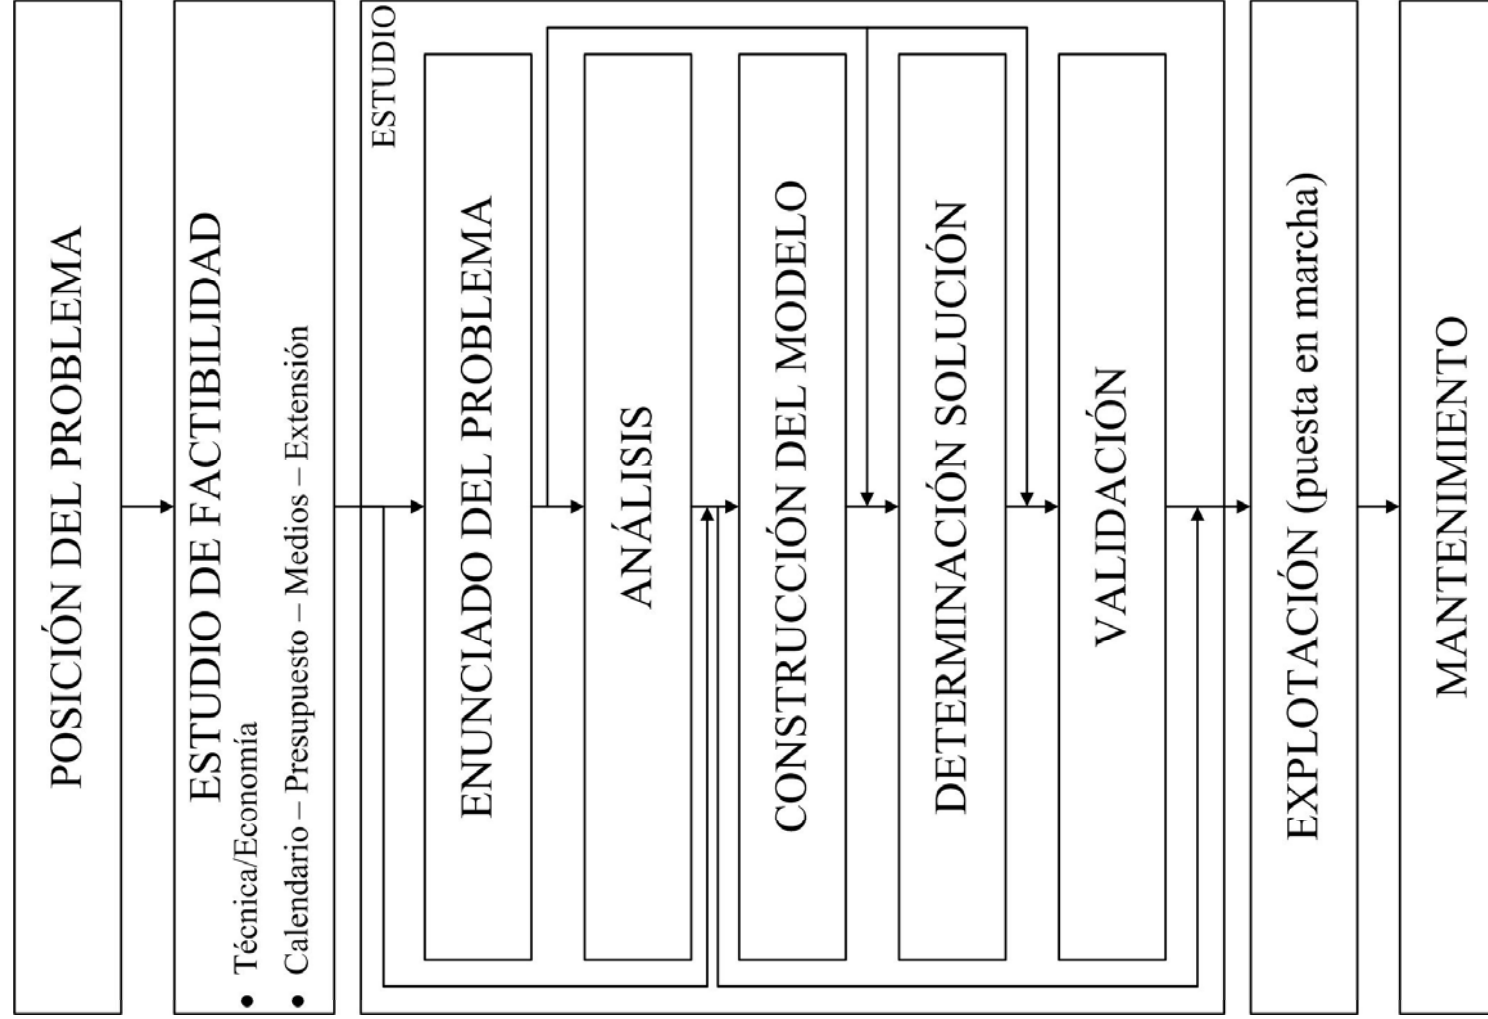 POSICIÓN DEL PROBLEMA
ESTUDIO DE FACTIBILIDAD
• Técnica/Economía
• Calendario – Presupuesto – Medios – Extensión
ESTUDIO
ENUNCIADO DEL PROBLEMA
ANÁLISIS
CONSTRUCCIÓN DEL MODELO
DETERMINACIÓN SOLUCIÓN
VALIDACIÓN
EXPLOTACIÓN (puesta en marcha)
MANTENIMIENTO